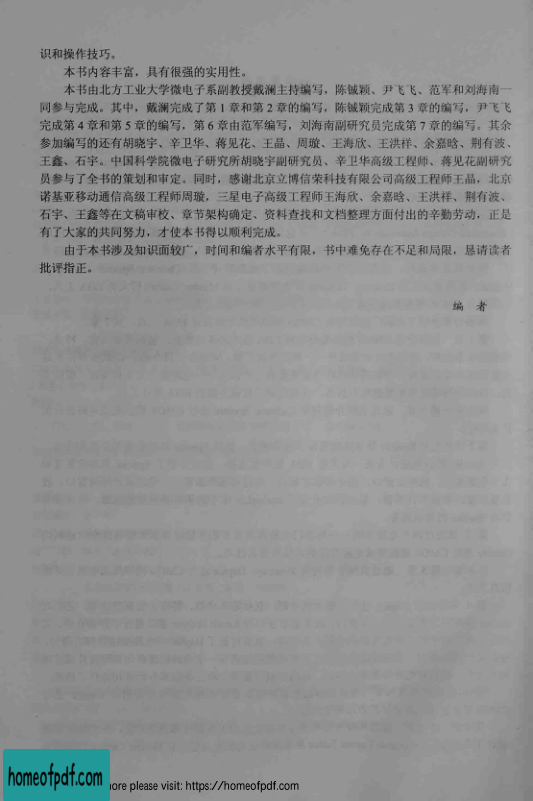 识和操作技巧。
本书内容丰富，具有很强的实用性。
本书由北方工业大学微电子系副教授戴澜主持编写，陈铖颖、尹飞飞、范军和刘海南一
同参与完成。其中，戴澜完成了第 1 章和第 2 章的编写，陈铖颖完成第 3 章的编写，尹飞飞
完成第 4 章和第 5 章的编写，第 6 章由范军编写，刘海南副研究员完成第 7 章的编写。其余
参加编写的还有胡晓宇、辛卫华、蒋见花、王晶、周璇、王海欣、王洪祥、余嘉晗、荆有波、
王鑫、石宇。中国科学院微电子研究所胡晓宇副研究员、辛卫华高级工程师、蒋见花副研究
员参与了全书的策划和审定。同时，感谢北京立博信荣科技有限公司高级工程师王晶，北京
诺基亚移动通信高级工程师周璇，三星电子高级工程师王海欣、余嘉晗、王洪祥、荆有波、
石宇、王鑫等在文稿审校、章节架构确定、资料查找和文档整理方面付出的辛勤劳动，正是
有了大家的共同努力，才使本书得以顺利完成。
由于本书涉及知识面较广，时间和编者水平有限，书中难免存在不足和局限，恳请读者
批评指正。
编 者
homeofpdf.com
ore please visit: https://homeofpdf.com